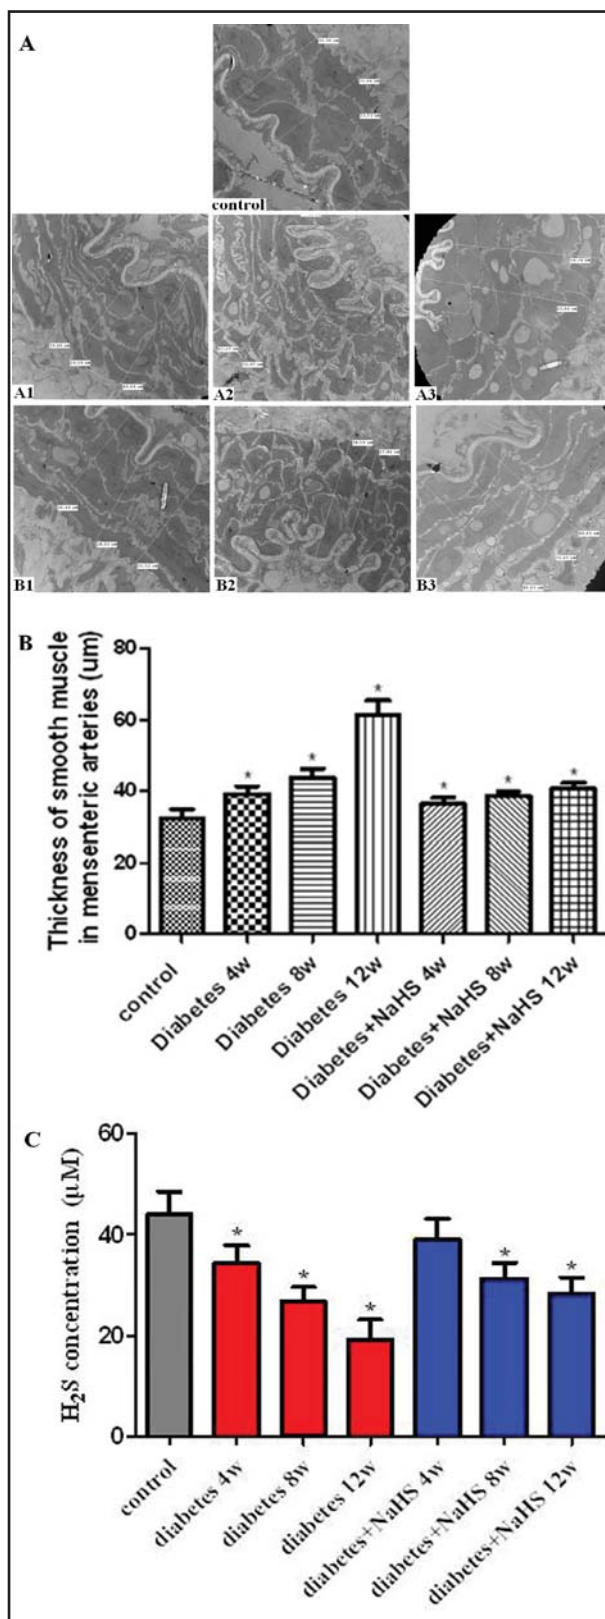 A
control
A1
A2
A3
B1
B2
B3
B
Thickness of smooth muscle
in mensenteric arteries (um)
80
60
40
20
0
*
*
*
*
*
*
control
Diabetes 4w
Diabetes 8w
Diabetes 12w
Diabetes+NaHS 4w
Diabetes+NaHS 8w
Diabetes+NaHS 12w
C
H₂S concentration (μM)
60
40
20
0
*
*
*
*
*
control
diabetes 4w
diabetes 8w
diabetes 12w
diabetes+NaHS 4w
diabetes+NaHS 8w
diabetes+NaHS 12w